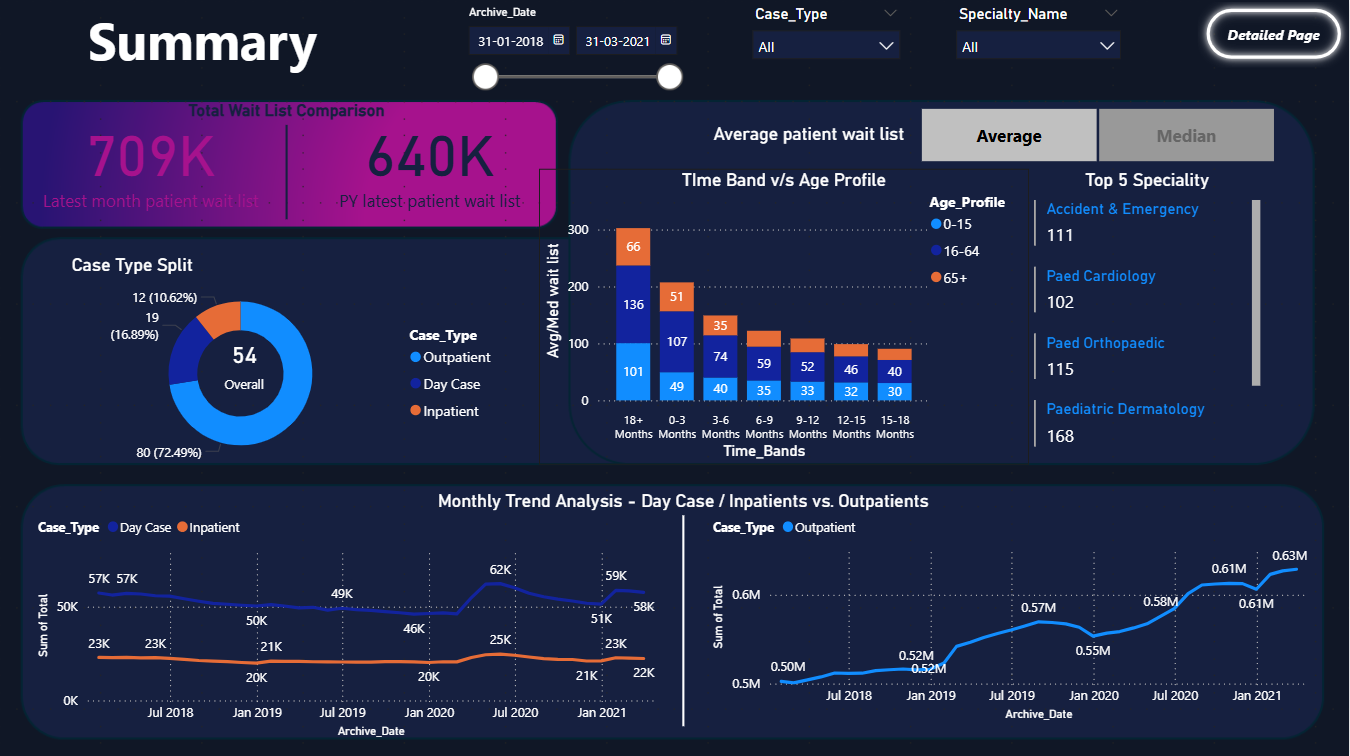 Summary
Archive_Date
31-01-2018
31-03-2021
Case_Type
All
Specialty_Name
All
Detailed Page
Total Wait List Comparison
709K
Latest month patient wait list
640K
PY latest patient wait list
Average patient wait list
Average
Median
Case Type Split
12 (10.62%)
19
(16.89%)
54
Overall
80 (72.49%)
Case_Type
Outpatient
Day Case
Inpatient
TIme Band v/s Age Profile
Avg/Med wait list
300
200
100
0
66
136
101
51
107
49
35
74
40
59
35
52
33
46
32
40
30
18+
Months
0-3
Months
3-6
Months
6-9
Months
9-12
Months
12-15
Months
15-18
Months
Time_Bands
Age_Profile
0-15
16-64
65+
Top 5 Speciality
Accident & Emergency
111
Paed Cardiology
102
Paed Orthopaedic
115
Paediatric Dermatology
168
Monthly Trend Analysis - Day Case / Inpatients vs. Outpatients
Case_Type Day Case Inpatient
Sum of Total
50K
0K
57K
57K
50K
49K
46K
62K
51K
59K
58K
23K
23K
20K
21K
20K
25K
21K
23K
22K
Jul 2018
Jan 2019
Jul 2019
Jan 2020
Jul 2020
Jan 2021
Archive_Date
Case_Type Outpatient
Sum of Total
0.6M
0.5M
0.50M
0.52M
0.52M
0.57M
0.55M
0.58M
0.61M
0.61M
0.63M
Jul 2018
Jan 2019
Jul 2019
Jan 2020
Jul 2020
Jan 2021
Archive_Date